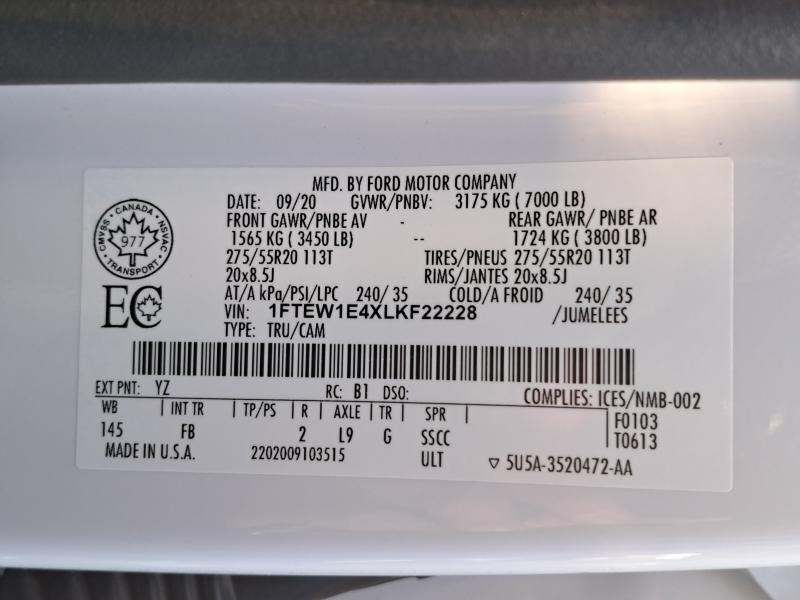 MFD. BY FORD MOTOR COMPANY
DATE: 09/20 GVWR/PNBV: 3175 KG ( 7000 LB)
FRONT GAWR/PNBE AV - REAR GAWR/ PNBE AR
1565 KG ( 3450 LB) -- 1724 KG ( 3800 LB)
275/55R20 113T TIRES/PNEUS 275/55R20 113T
20x8.5J RIMS/JANTES 20x8.5J
AT/A kPa/PSI/LPC 240/ 35 COLD/A FROID 240/ 35
VIN: 1FTEW1E4XLKF22228 /JUMELEES
TYPE: TRU/CAM
CANADA
CMVSS NSVAC
977
TRANSPORT
EC
EXT PNT: YZ RC: B1 DSO: COMPLIES: ICES/NMB-002
WB | INT TR | TP/PS | R | AXLE | TR | SPR | F0103
145 FB 2 L9 G SSCC T0613
MADE IN U.S.A. 2202009103515 ULT ▽ 5U5A-3520472-AA